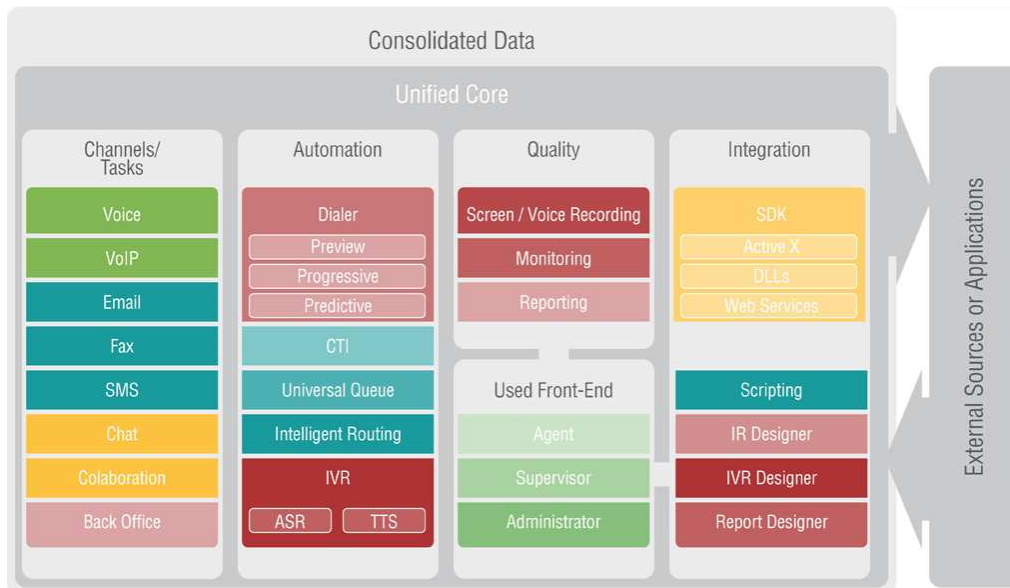 Consolidated Data
Unified Core
Channels/
Tasks
Voice
VoIP
Email
Fax
SMS
Chat
Colaboration
Back Office
Automation
Dialer
Preview
Progressive
Predictive
CTI
Universal Queue
Intelligent Routing
IVR
ASR
TTS
Quality
Screen / Voice Recording
Monitoring
Reporting
Used Front-End
Agent
Supervisor
Administrator
Integration
SDK
Active X
DLLs
Web Services
Scripting
IR Designer
IVR Designer
Report Designer
External Sources or Applications